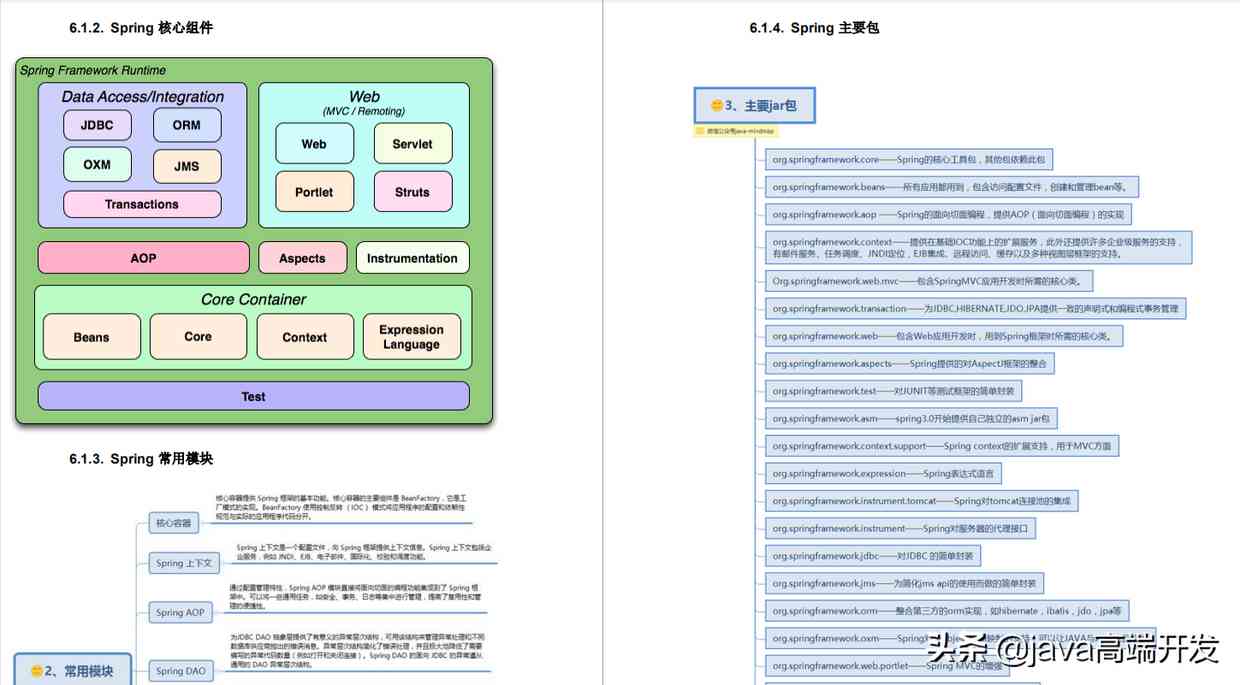 6.1.2. Spring 核心组件
Spring Framework Runtime
Data Access/Integration
JDBC
ORM
OXM
JMS
Transactions
Web
(MVC / Remoting)
Web
Servlet
Portlet
Struts
AOP
Aspects
Instrumentation
Core Container
Beans
Core
Context
Expression
Language
Test
6.1.3. Spring 常用模块
2、常用模块
核心容器
核心容器提供 Spring 框架的基本功能。核心容器的主要组件是 BeanFactory，它是工
厂模式的实现。BeanFactory 使用控制反转（IOC）模式将应用程序的配置和依赖性
规范与实际的应用程序代码分开。
Spring 上下文
Spring 上下文是一个配置文件，向 Spring 框架提供上下文信息。Spring 上下文包括企
业服务，例如 JNDI、EJB、电子邮件、国际化、校验和调度功能。
Spring AOP
通过配置管理特性，Spring AOP 模块直接将面向切面的编程功能集成到了 Spring 框
架中。可以将一些通用任务，如安全、事务、日志等集中进行管理，提高了复用性和管
理的便捷性。
Spring DAO
为JDBC DAO 抽象层提供了有意义的异常层次结构，可用该结构来管理异常处理和不同
数据库供应商抛出的错误消息。异常层次结构简化了错误处理，并且极大地降低了需要
编写的异常代码数量（例如打开和关闭连接）。Spring DAO 的面向 JDBC 的异常遵从
通用的 DAO 异常层次结构。
6.1.4. Spring 主要包
3、主要jar包
微信公众号java-mindmap
org.springframework.core——Spring的核心工具包，其他包依赖此包
org.springframework.beans——所有应用都用到，包含访问配置文件，创建和管理bean等。
org.springframework.aop ——Spring的面向切面编程，提供AOP（面向切面编程）的实现
org.springframework.context——提供在基础IOC功能上的扩展服务，此外还提供许多企业级服务的支持，
有邮件服务、任务调度、JNDI定位，EJB集成、远程访问、缓存以及多种视图层框架的支持。
Org.springframework.web.mvc——包含SpringMVC应用开发时所需的核心类。
org.springframework.transaction——为JDBC,HIBERNATE,JDO,JPA提供一致的声明式和编程式事务管理
org.springframework.web——包含Web应用开发时，用到Spring框架时所需的核心类。
org.springframework.aspects——Spring提供的对AspectJ框架的整合
org.springframework.test——对JUNIT等测试框架的简单封装
org.springframework.asm——spring3.0开始提供自己独立的asm jar包
org.springframework.context.support——Spring context的扩展支持，用于MVC方面
org.springframework.expression——Spring表达式语言
org.springframework.instrument.tomcat——Spring对tomcat连接池的集成
org.springframework.instrument——Spring对服务器的代理接口
org.springframework.jdbc——对JDBC 的简单封装
org.springframework.jms——为简化jms api的使用而做的简单封装
org.springframework.orm——整合第三方的orm实现，如hibernate，ibatis，jdo，jpa等
org.springframework.oxm——Spring
可以让JAVA与
org.springframework.web.portlet——Spring MVC的增强
头条 @java高端开发